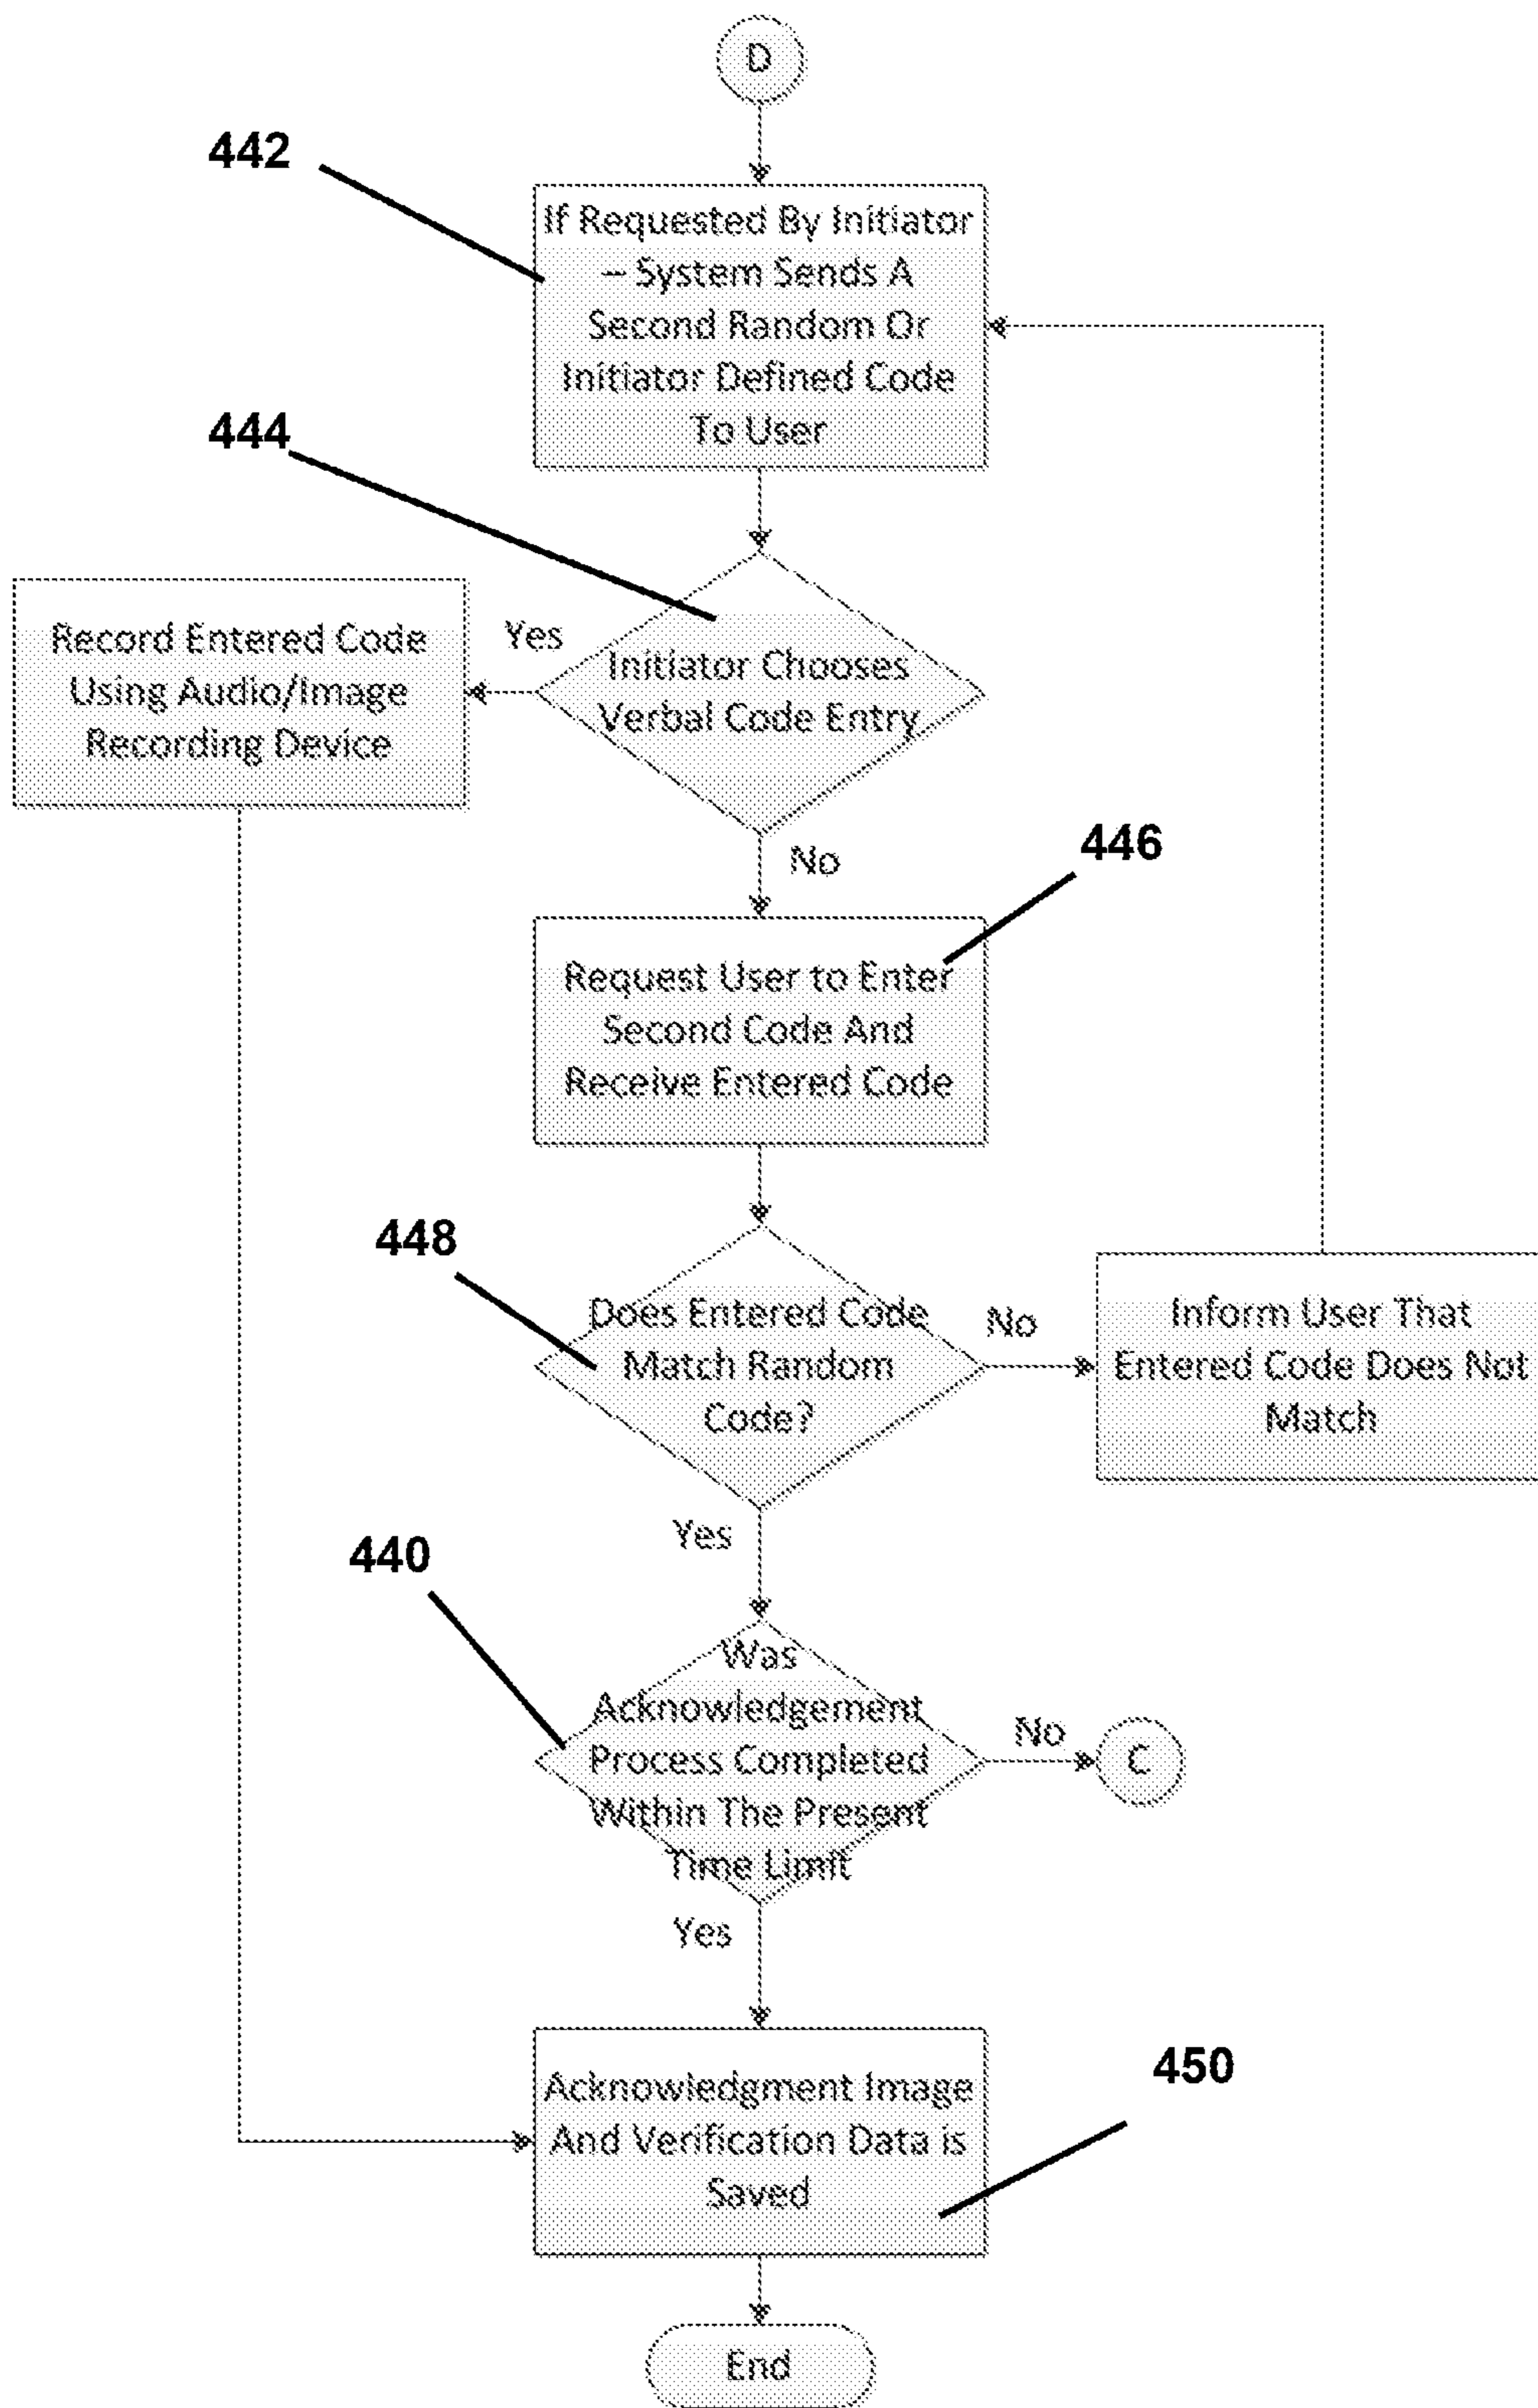 D
442
If Requested By Initiator
– System Sends A
Second Random Or
Initiator Defined Code
To User
444
Record Entered Code
Using Audio/Image
Recording Device
Yes
Initiator Chooses
Verbal Code Entry
No
446
Request User to Enter
Second Code And
Receive Entered Code
448
Does Entered Code
Match Random
Code?
No
Inform User That
Entered Code Does Not
Match
Yes
440
Was
Acknowledgement
Process Completed
Within The Present
Time Limit
No
C
Yes
450
Acknowledgment Image
And Verification Data is
Saved
End